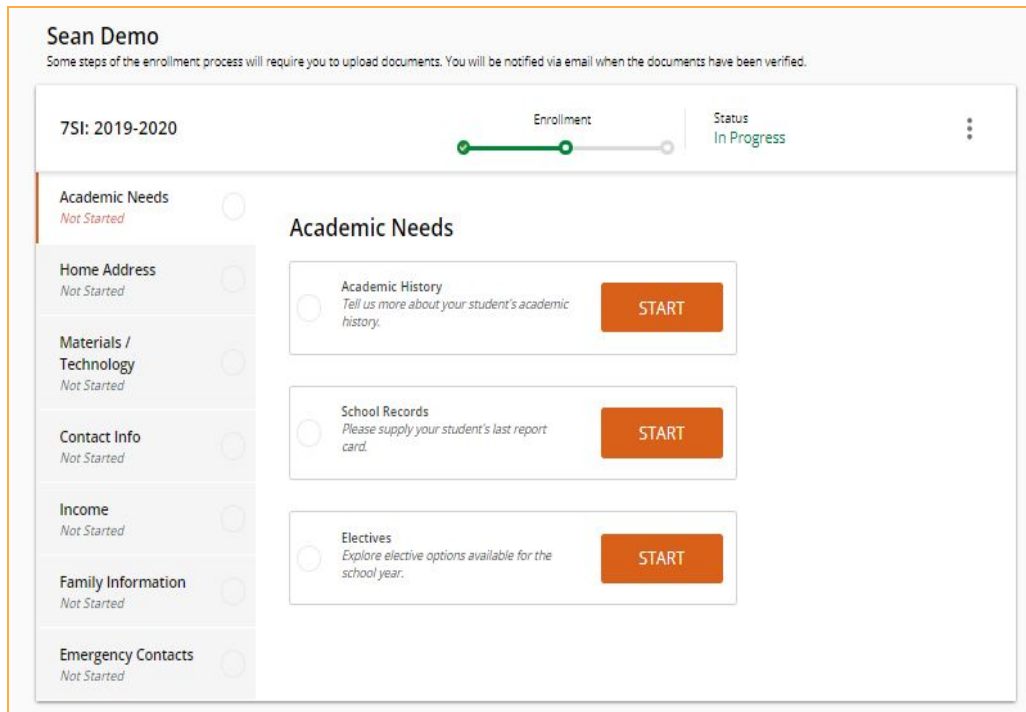 Sean Demo
Some steps of the enrollment process will require you to upload documents. You will be notified via email when the documents have been verified.
7SI: 2019-2020
Enrollment
Status
In Progress
Academic Needs
Not Started
Home Address
Not Started
Materials /
Technology
Not Started
Contact Info
Not Started
Income
Not Started
Family Information
Not Started
Emergency Contacts
Not Started
Academic Needs
Academic History
Tell us more about your student's academic
history.
START
School Records
Please supply your student's last report
card.
START
Electives
Explore elective options available for the
school year.
START